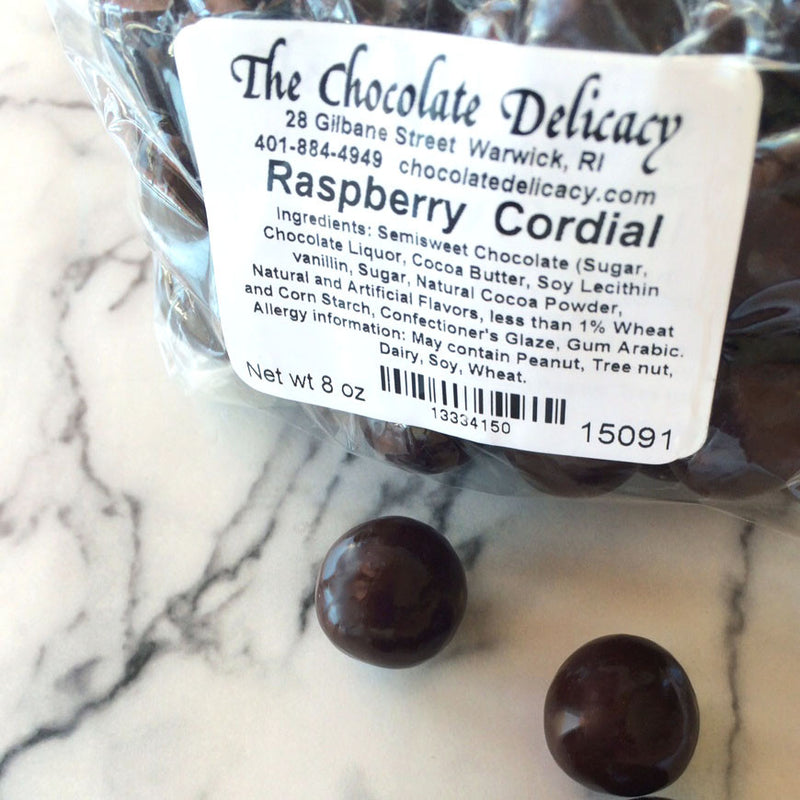 The Chocolate Delicacy
28 Gilbane Street Warwick, RI
401-884-4949 chocolatedelicacy.com
Raspberry Cordial
Ingredients: Semisweet Chocolate (Sugar,
Chocolate Liquor, Cocoa Butter, Soy Lecithin
vanillin, Sugar, Natural Cocoa Powder,
Natural and Artificial Flavors, less than 1% Wheat
and Corn Starch, Confectioner's Glaze, Gum Arabic.
Allergy information: May contain Peanut, Tree nut,
Dairy, Soy, Wheat.
Net wt 8 oz
13334150
15091